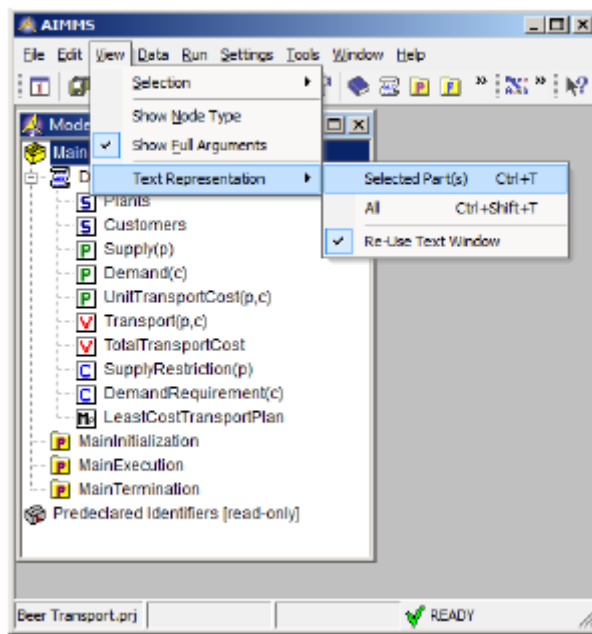 AIMMS
File Edit View Data Run Settings Tools Window Help
Selection
Show Node Type
Show Full Arguments
Text Representation
Selected Part(s) Ctrl+T
All Ctrl+Shift+T
Re-Use Text Window
Mode
Main
D
Plants
Customers
Supply(p)
Demand(c)
UnitTransportCost(p,c)
Transport(p,c)
TotalTransportCost
SupplyRestriction(p)
DemandRequirement(c)
LeastCostTransportPlan
MainInitialization
MainExecution
MainTermination
Predeclared Identifiers [read-only]
Beer Transport.prj
READY